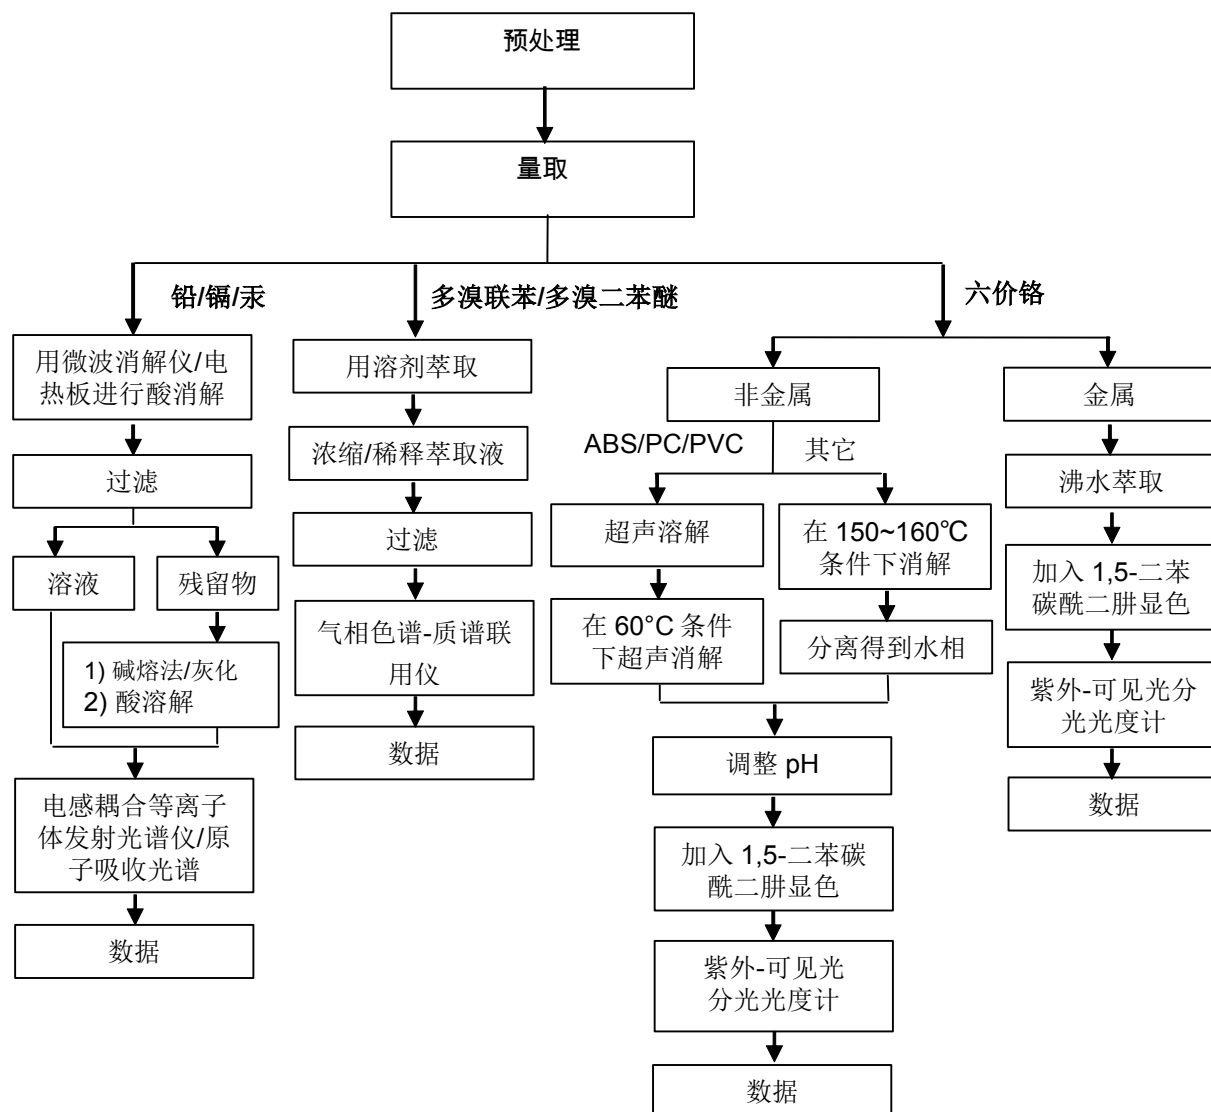 预处理
量取
铅/镉/汞
多溴联苯/多溴二苯醚
六价铬
用微波消解仪/电
热板进行酸消解
过滤
溶液
残留物
1) 碱熔法/灰化
2) 酸溶解
电感耦合等离子
体发射光谱仪/原
子吸收光谱
数据
用溶剂萃取
浓缩/稀释萃取液
过滤
气相色谱-质谱联
用仪
数据
非金属
ABS/PC/PVC
其它
超声溶解
在 60°C 条件
下超声消解
在 150~160℃
条件下消解
分离得到水相
调整 pH
加入 1,5-二苯碳
酰二肼显色
紫外-可见光
分光光度计
数据
金属
沸水萃取
加入 1,5-二苯
碳酰二肼显色
紫外-可见光分
光光度计
数据